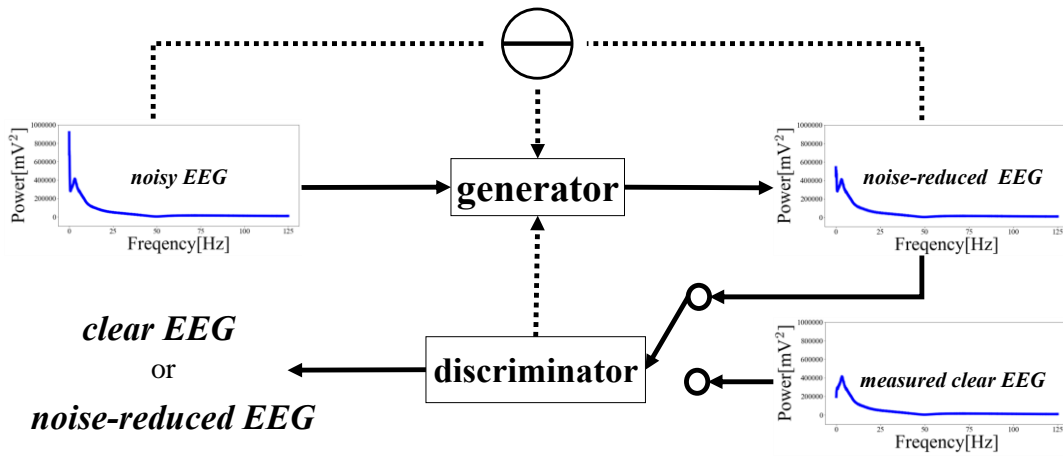 Power[mV²]
1000000
800000
600000
400000
200000
0
noisy EEG
0 25 50 75 100 125
Freqency[Hz]
generator
Power[mV²]
1000000
800000
600000
400000
200000
0
noise-reduced EEG
0 25 50 75 100 125
Freqency[Hz]
clear EEG
or
noise-reduced EEG
discriminator
Power[mV²]
1000000
800000
600000
400000
200000
0
measured clear EEG
0 25 50 75 100 125
Freqency[Hz]